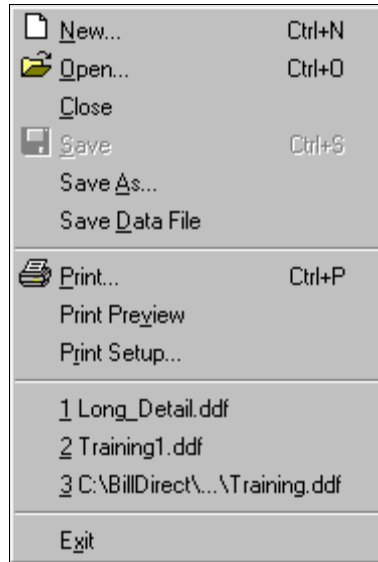 New... Ctrl+N
Open... Ctrl+O
Close
Save Ctrl+S
Save As...
Save Data File
Print... Ctrl+P
Print Preview
Print Setup...
1 Long_Detail.ddf
2 Training1.ddf
3 C:\BillDirect\...\Training.ddf
Exit